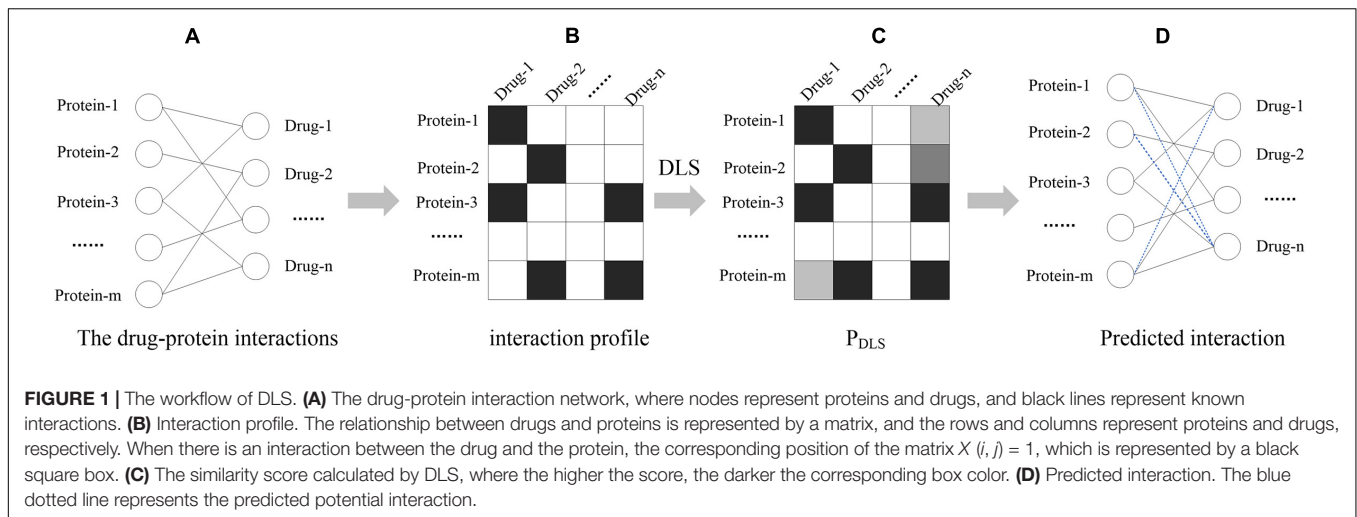 A
B
C
D
Protein-1
Protein-2
Protein-3
......
Protein-m
Drug-1
Drug-2
......
Drug-n
The drug-protein interactions
Drug-1
Drug-2
......
Drug-n
Protein-1
Protein-2
Protein-3
......
Protein-m
interaction profile
DLS
Drug-1
Drug-2
......
Drug-n
Protein-1
Protein-2
Protein-3
......
Protein-m
PDLS
Protein-1
Protein-2
Protein-3
......
Protein-m
Drug-1
Drug-2
......
Drug-n
Predicted interaction
FIGURE 1 | The workflow of DLS. (A) The drug-protein interaction network, where nodes represent proteins and drugs, and black lines represent known
interactions. (B) Interaction profile. The relationship between drugs and proteins is represented by a matrix, and the rows and columns represent proteins and drugs,
respectively. When there is an interaction between the drug and the protein, the corresponding position of the matrix X (i, j) = 1, which is represented by a black
square box. (C) The similarity score calculated by DLS, where the higher the score, the darker the corresponding box color. (D) Predicted interaction. The blue
dotted line represents the predicted potential interaction.